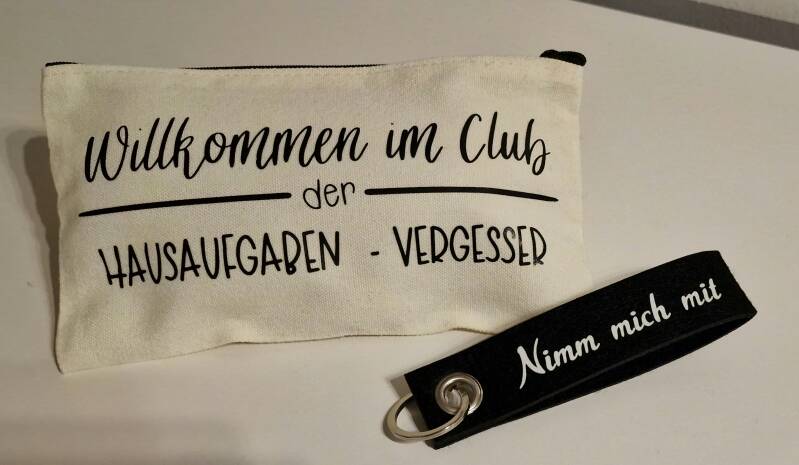 Willkommen im Club
der
HAUSAUFGABEN - VERGESSER
Nimm mich mit